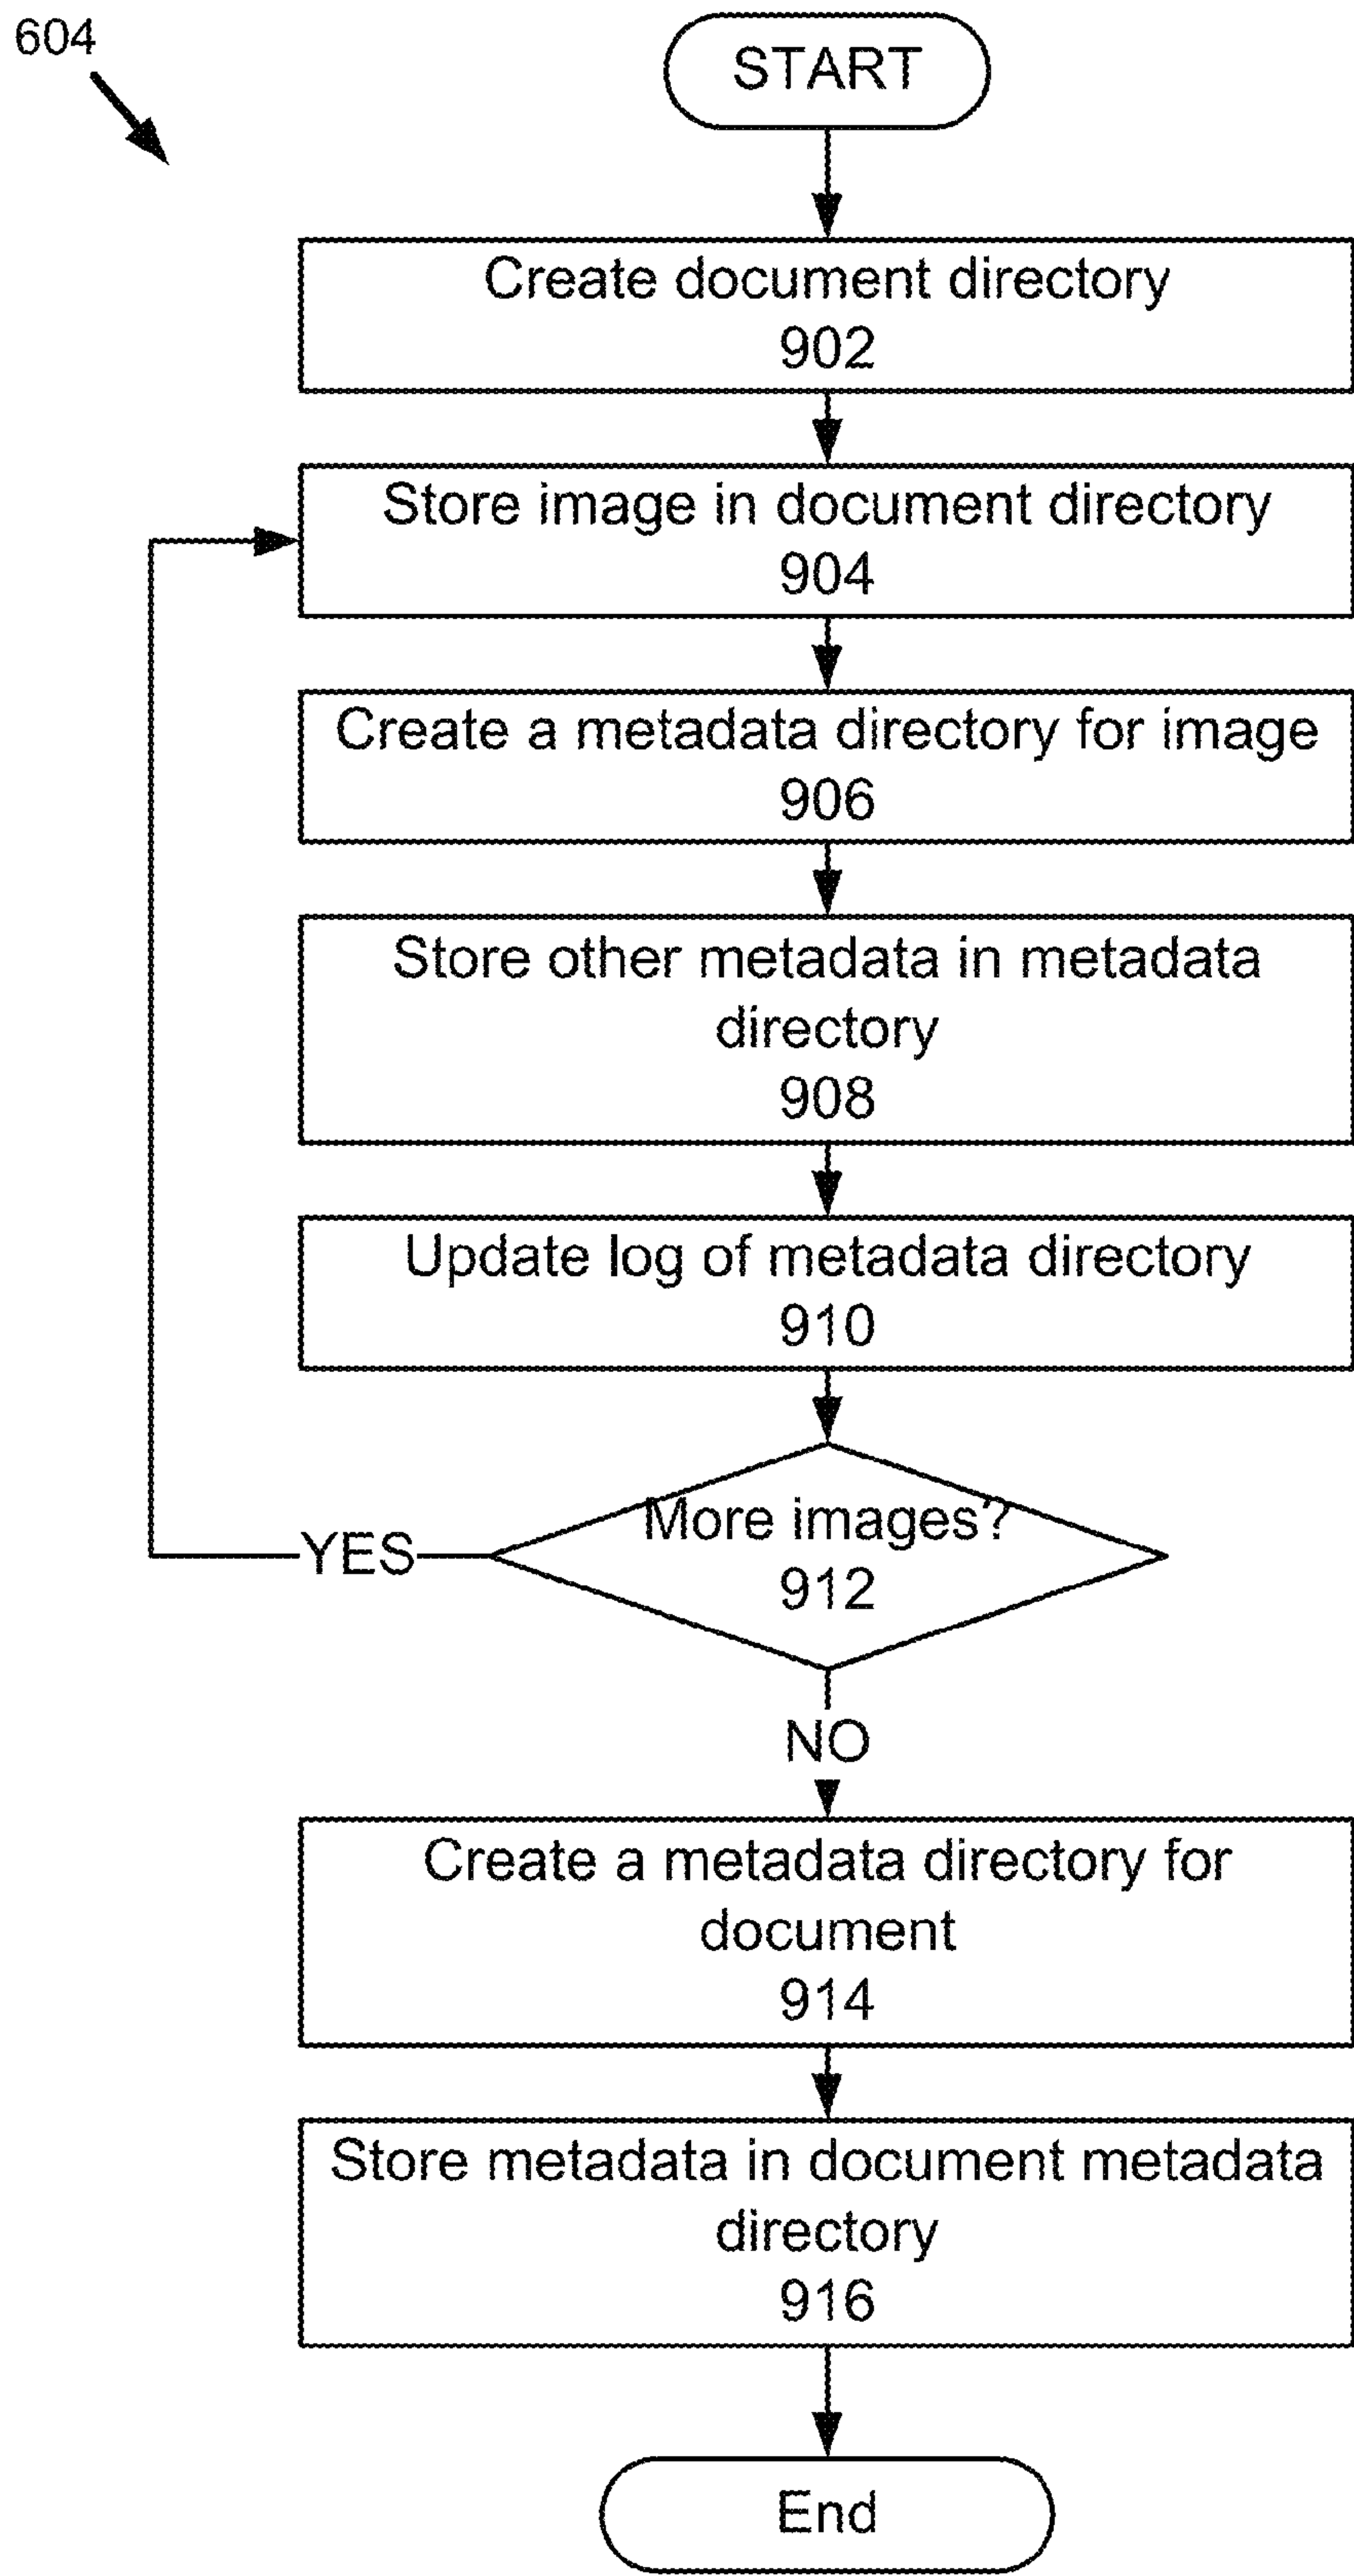 604
START
Create document directory
902
Store image in document directory
904
Create a metadata directory for image
906
Store other metadata in metadata
directory
908
Update log of metadata directory
910
More images?
912
YES
NO
Create a metadata directory for
document
914
Store metadata in document metadata
directory
916
End